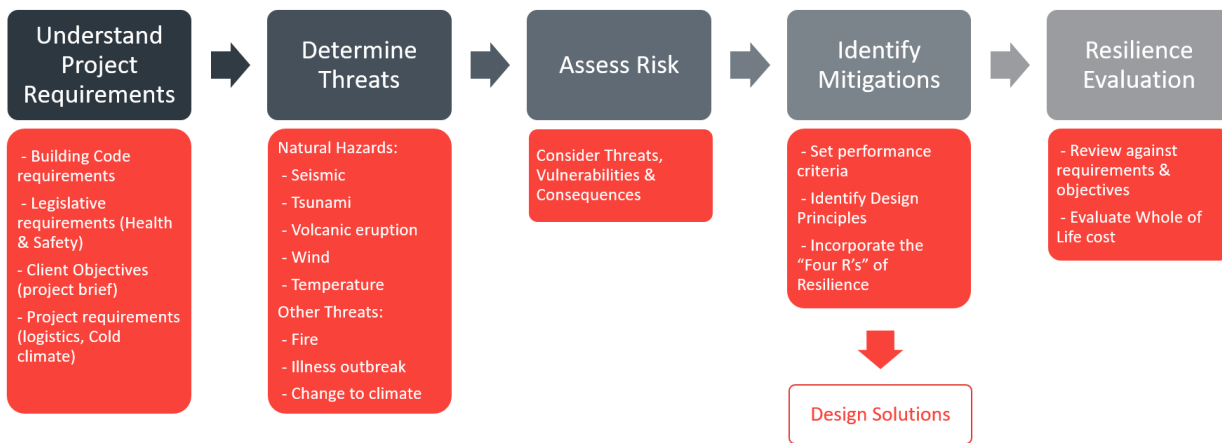 Understand
Project
Requirements
Determine
Threats
Assess Risk
Identify
Mitigations
Resilience
Evaluation
- Building Code
requirements
- Legislative
requirements (Health
& Safety)
- Client Objectives
(project brief)
- Project requirements
(logistics, Cold
climate)
Natural Hazards:
- Seismic
- Tsunami
- Volcanic eruption
- Wind
- Temperature
Other Threats:
- Fire
- Illness outbreak
- Change to climate
Consider Threats,
Vulnerabilities &
Consequences
- Set performance
criteria
- Identify Design
Principles
- Incorporate the
“Four R’s” of
Resilience
- Review against
requirements &
objectives
- Evaluate Whole of
Life cost
Design Solutions